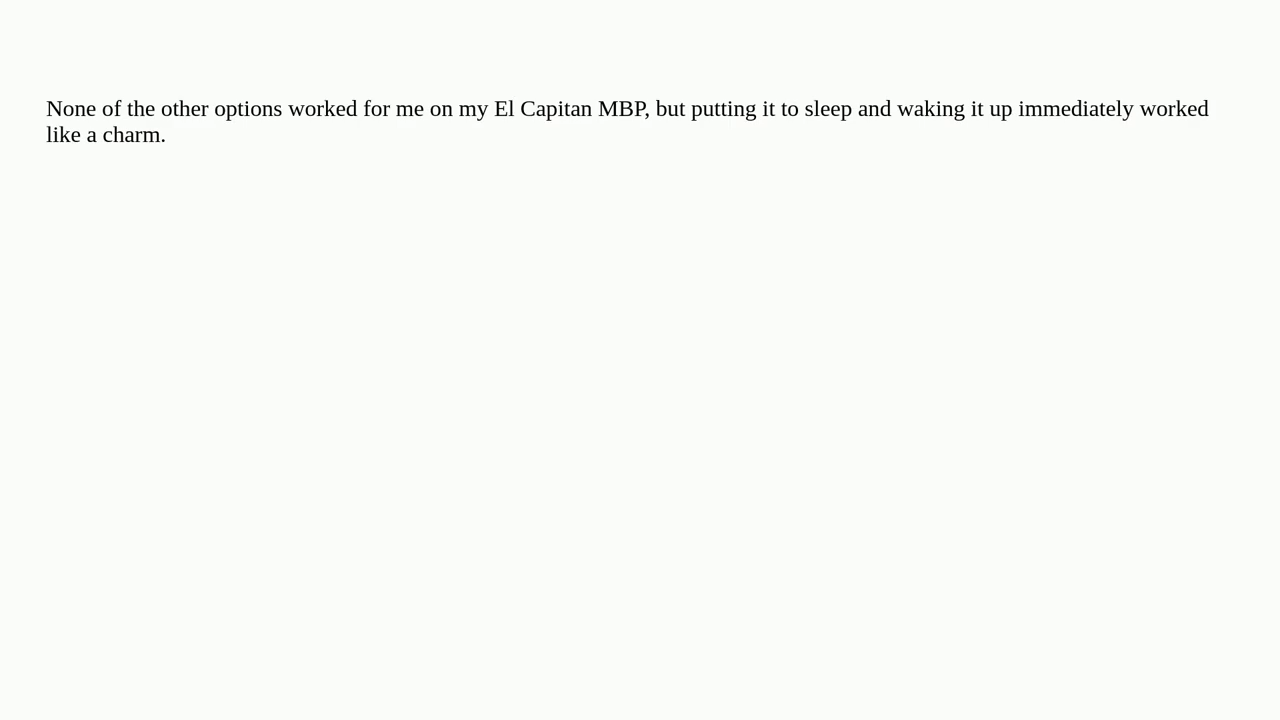 None of the other options worked for me on my El Capitan MBP, but putting it to sleep and waking it up immediately worked
like a charm.